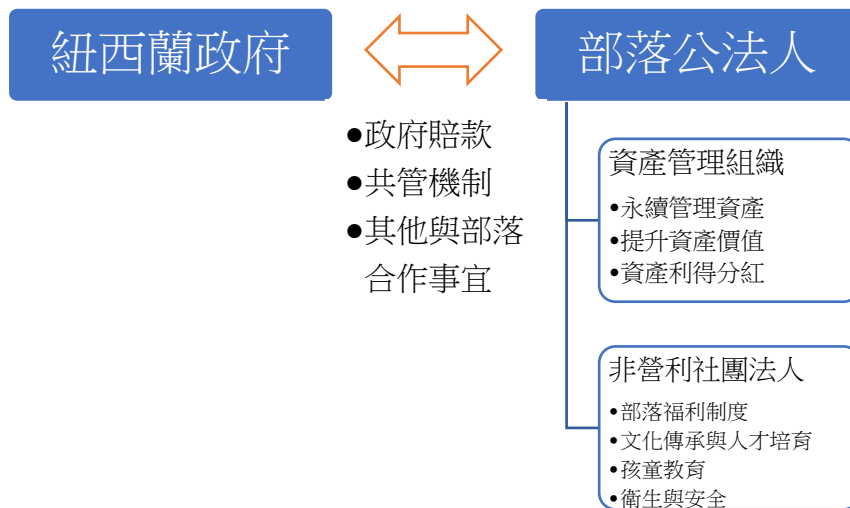 紐西蘭政府
部落公法人
●政府賠款
●共管機制
●其他與部落
合作事宜
資產管理組織
•永續管理資產
•提升資產價值
•資產利得分紅
非營利社團法人
•部落福利制度
•文化傳承與人才培育
•孩童教育
•衛生與安全